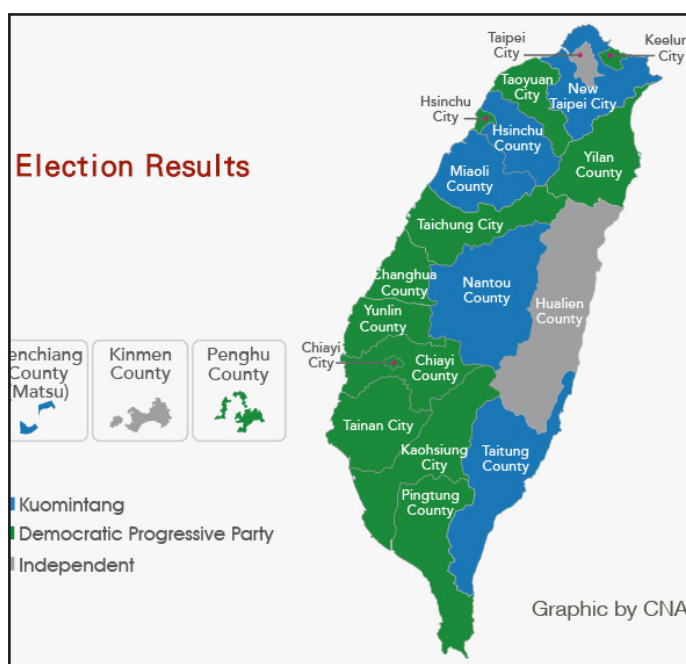 Taipei
City
Keelun
City
Taoyuan
City
New
Taipei City
Hsinchu
City
Hsinchu
County
Election Results
Miaoli
County
Yilan
County
Taichung City
Changhua
County
Nantou
County
Hualien
County
Yunlin
County
enchiang
County
(Matsu)
Kinmen
County
Penghu
County
Chiayi
City
Chiayi
County
Tainan City
Kaohsiung
City
Taitung
County
Pingtung
County
Kuomintang
Democratic Progressive Party
Independent
Graphic by CNA